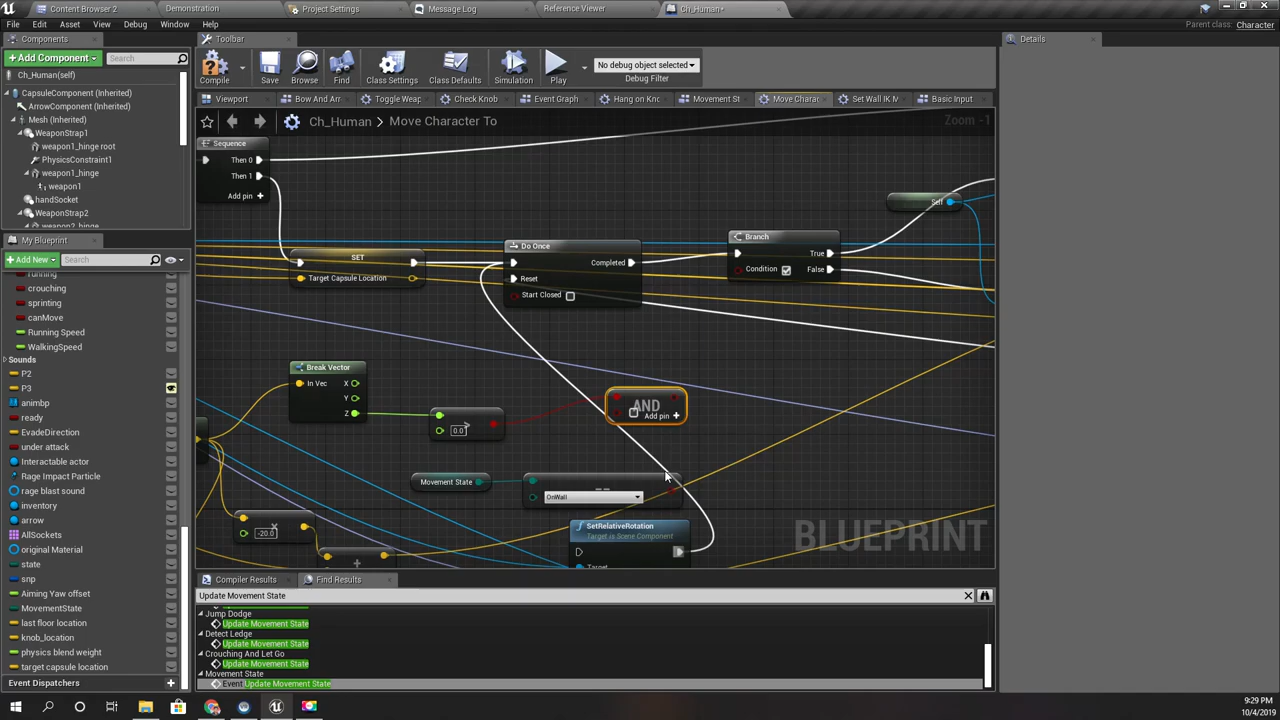 Content Browser 2
Demonstration
Project Settings
Message Log
Reference Viewer
Ch_Human*
File
Edit
Asset
View
Debug
Window
Help
Parent class: Character
Components
+ Add Component
Search
Ch_Human(self)
CapsuleComponent (Inherited)
ArrowComponent (Inherited)
Mesh (Inherited)
WeaponStrap1
weapon1_hinge root
PhysicsConstraint1
weapon1_hinge
weapon1
handSocket
WeaponStrap2
Toolbar
Compile
Save
Browse
Find
Class Settings
Class Defaults
Simulation
Play
No debug object selected
Debug Filter
Details
Viewport
Bow And Arr
Toggle Weap
Check Knob
Event Graph
Hang on Kno
Movement St
Move Charac
Set Wall IK M
Basic Input
Ch_Human > Move Character To
Zoom -1
My Blueprint
+ Add New
Search
running
crouching
sprinting
canMove
Running Speed
WalkingSpeed
Sounds
P2
P3
animbp
ready
EvadeDirection
under attack
Interactable actor
Rage Impact Particle
rage blast sound
inventory
arrow
AllSockets
original Material
state
snp
Aiming Yaw offset
MovementState
last floor location
knob_location
physics blend weight
target capsule location
Event Dispatchers
Sequence
Then 0
Then 1
Add pin +
SET
Target Capsule Location
Do Once
Completed
Reset
Start Closed
Branch
True
Condition
False
Self
Break Vector
In Vec
X
Y
Z
>
0.0
AND
Add pin +
Movement State
==
OnWall
SetRelativeRotation
Target is Scene Component
Target
X
-20.0
+
BLUEPRINT
Compiler Results
Find Results
Update Movement State
Jump Dodge
Update Movement State
Detect Ledge
Update Movement State
Crouching And Let Go
Update Movement State
Movement State
Event Update Movement State
9:29 PM
10/4/2019